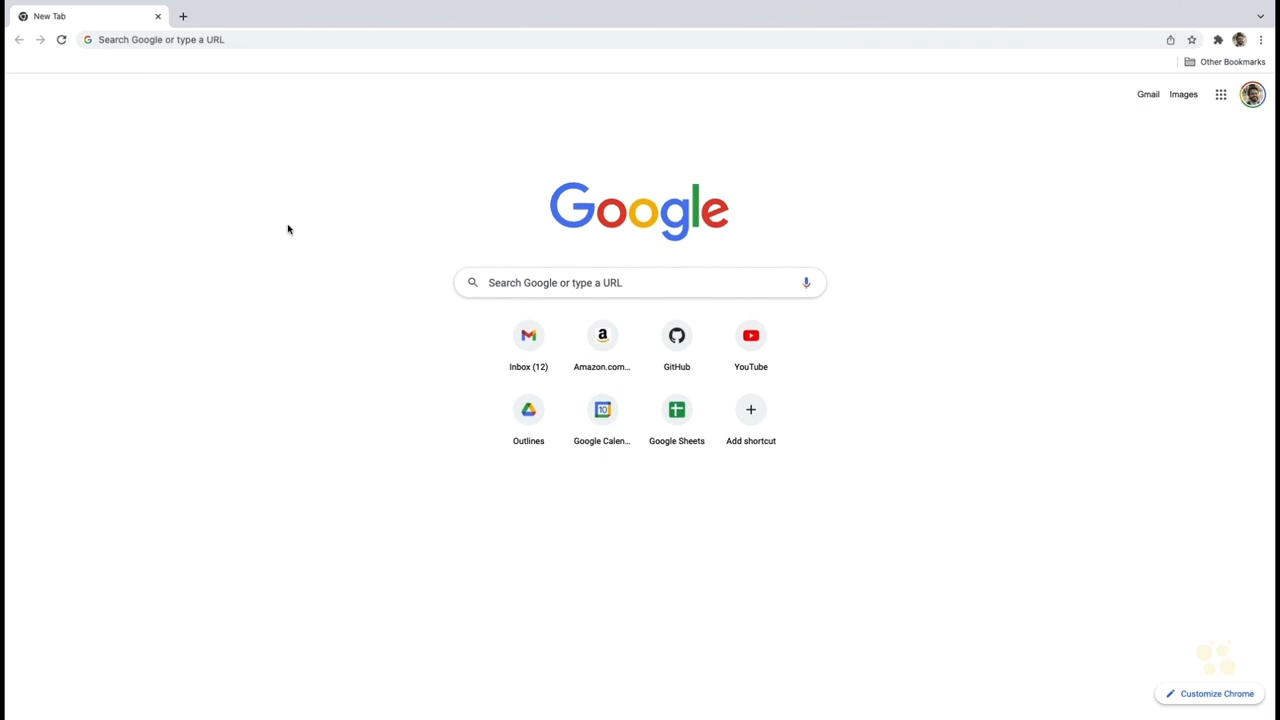 New Tab
Search Google or type a URL
Other Bookmarks
Gmail Images
Google
Search Google or type a URL
Inbox (12) Amazon.com... GitHub YouTube
10
Outlines Google Calen... Google Sheets Add shortcut
Customize Chrome